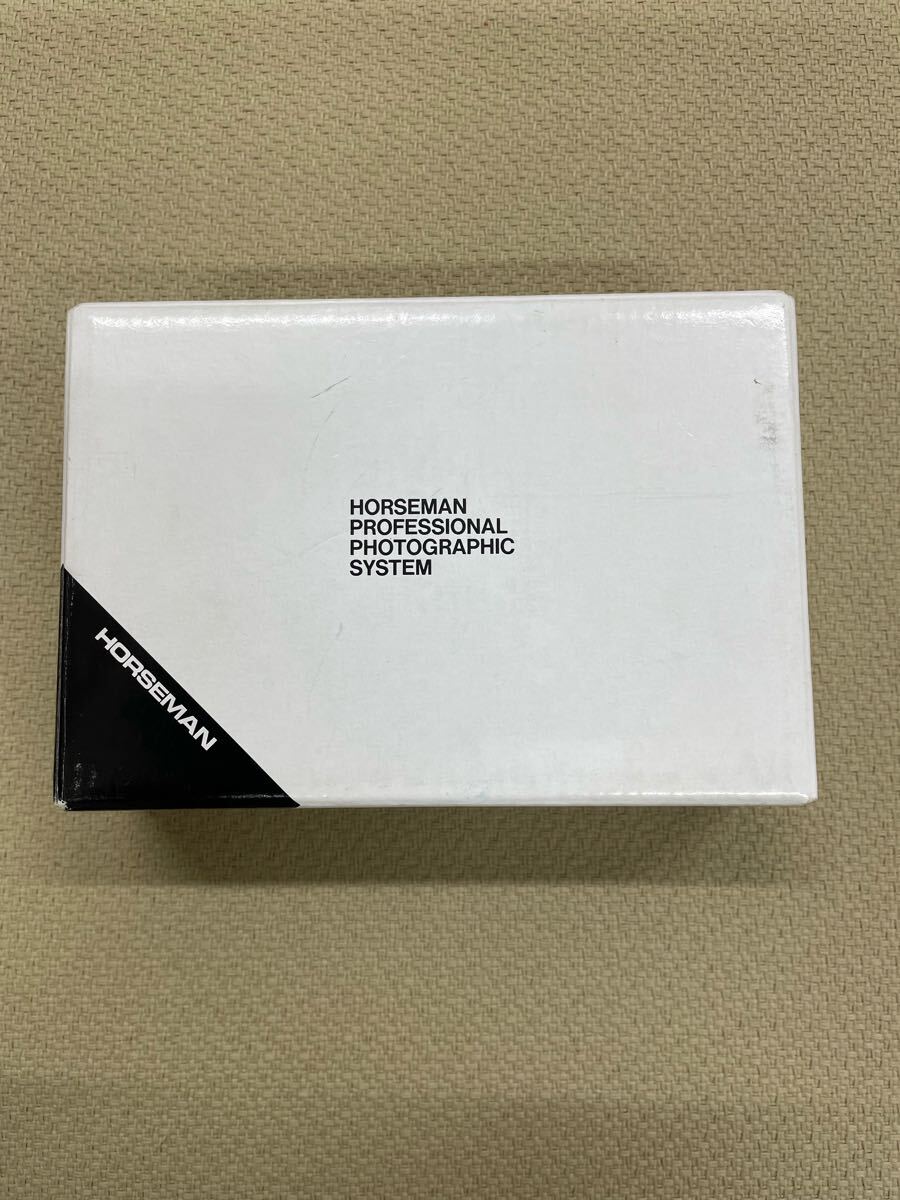 HORSEMAN
PROFESSIONAL
PHOTOGRAPHIC
SYSTEM
HORSEMAN